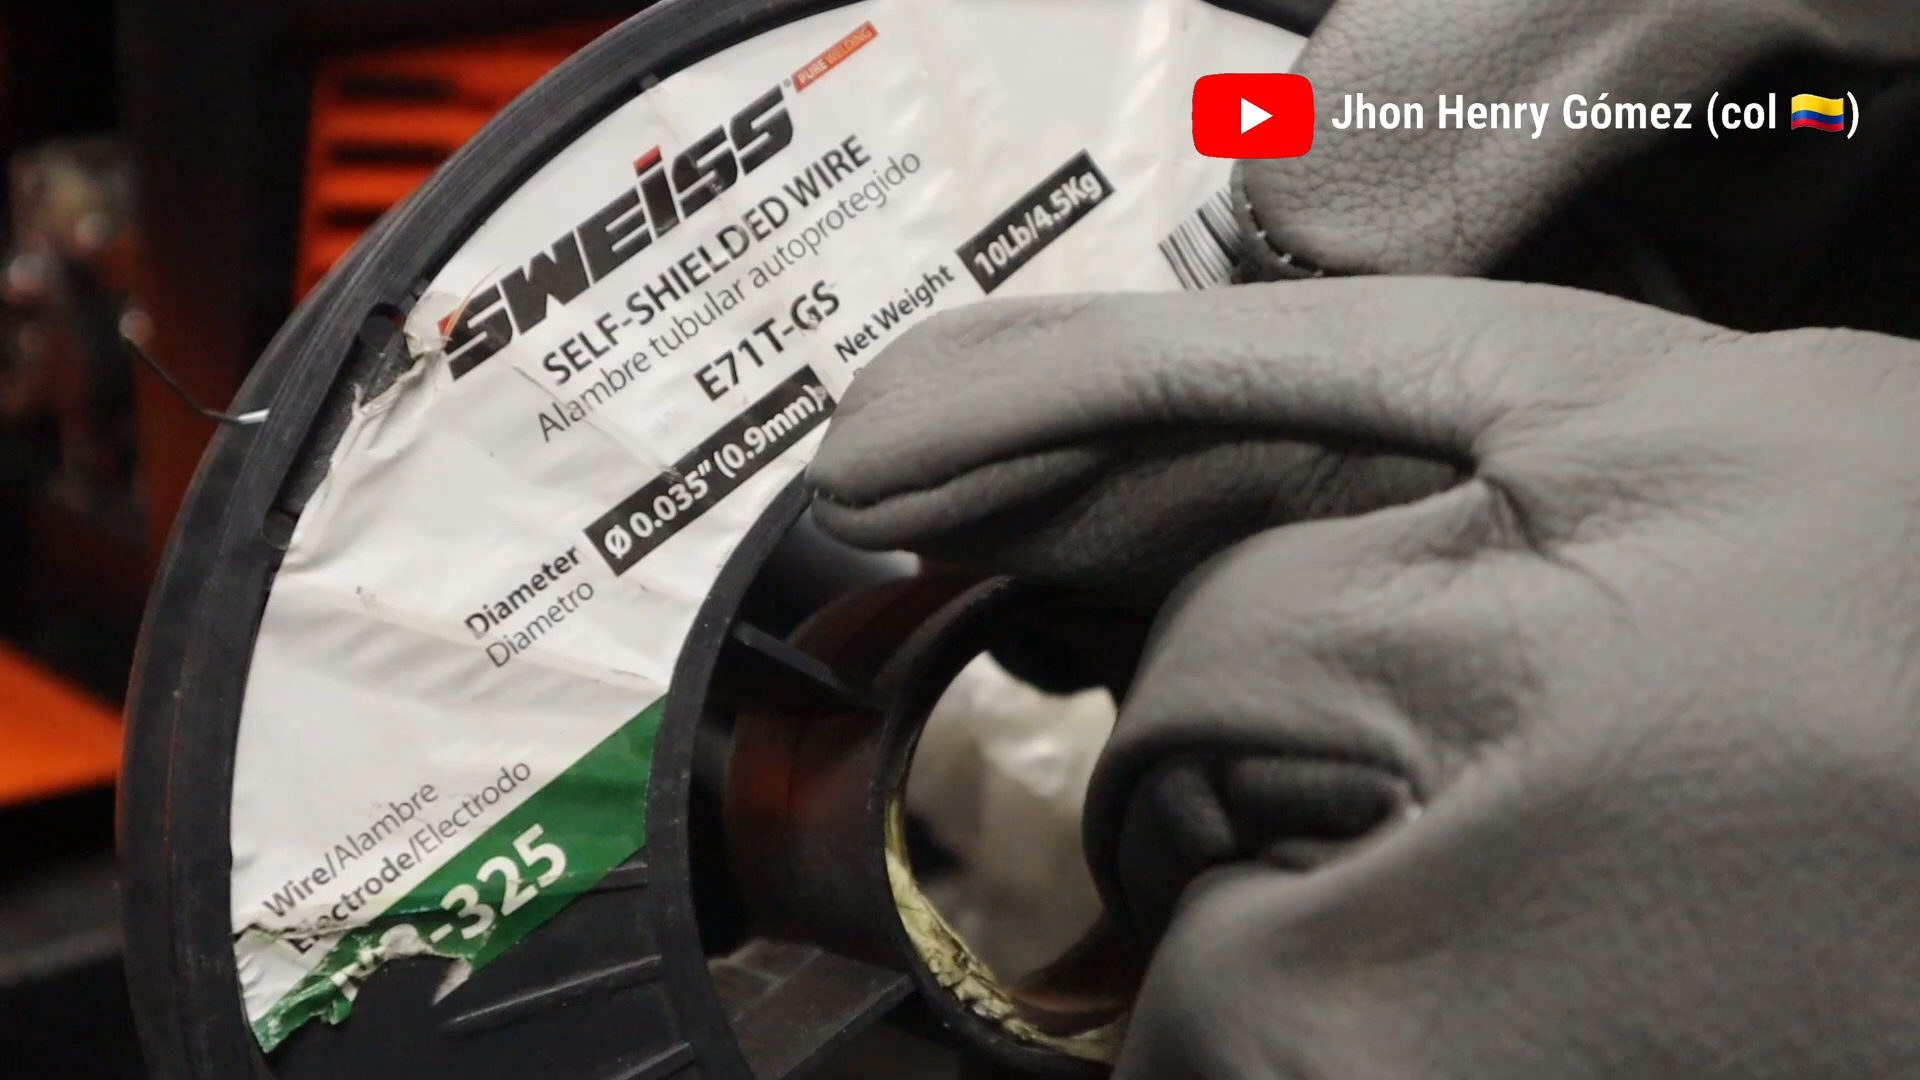 Jhon Henry Gómez (col 🇨🇴)
PURE WELDING
SWEISS
SELF-SHIELDED WIRE
Alambre tubular autoprotegido
E71T-GS
Net Weight 10Lb/4.5Kg
Diameter Ø 0.035" (0.9mm)
Diametro
Wire/Alambre
Electrode/Electrodo
-325